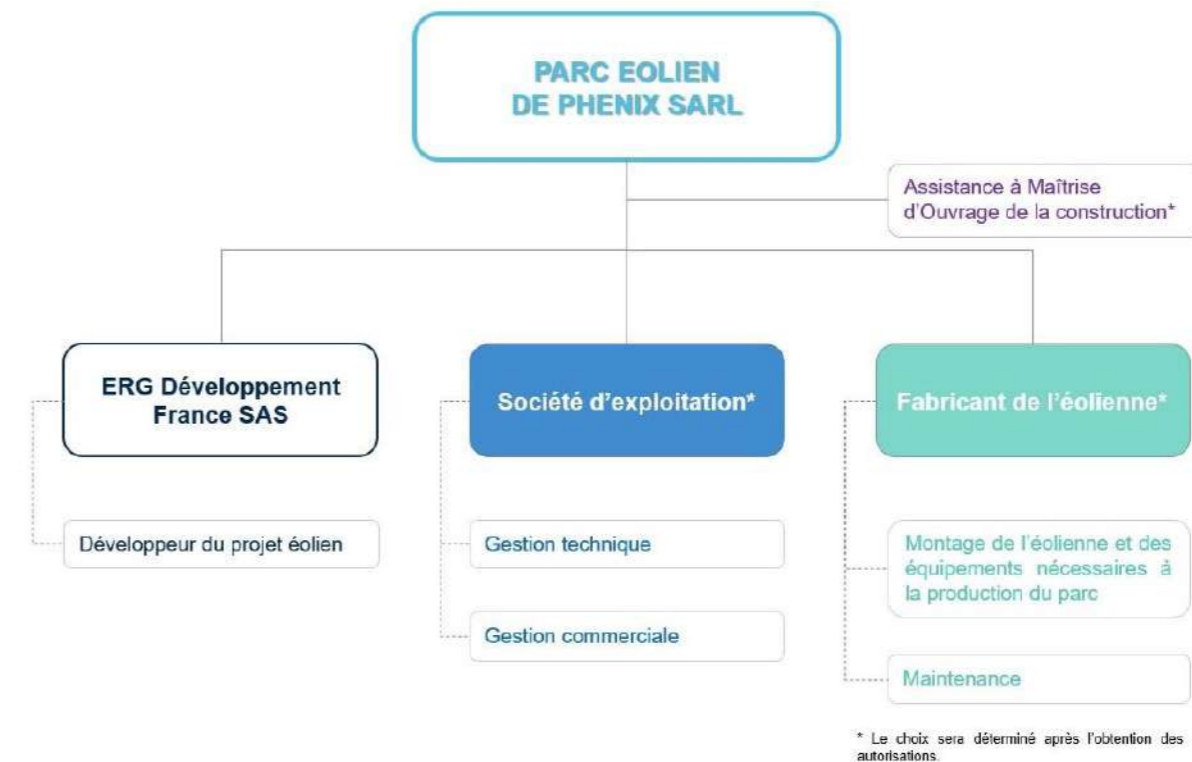 PARC EOLIEN
DE PHENIX SARL
Assistance à Maîtrise
d'Ouvrage de la construction*
ERG Développement
France SAS
Société d'exploitation*
Fabricant de l'éolienne*
Développeur du projet éolien
Gestion technique
Gestion commerciale
Montage de l'éolienne et des
équipements nécessaires à
la production du parc
Maintenance
* Le choix sera déterminé après l'obtention des
autorisations.